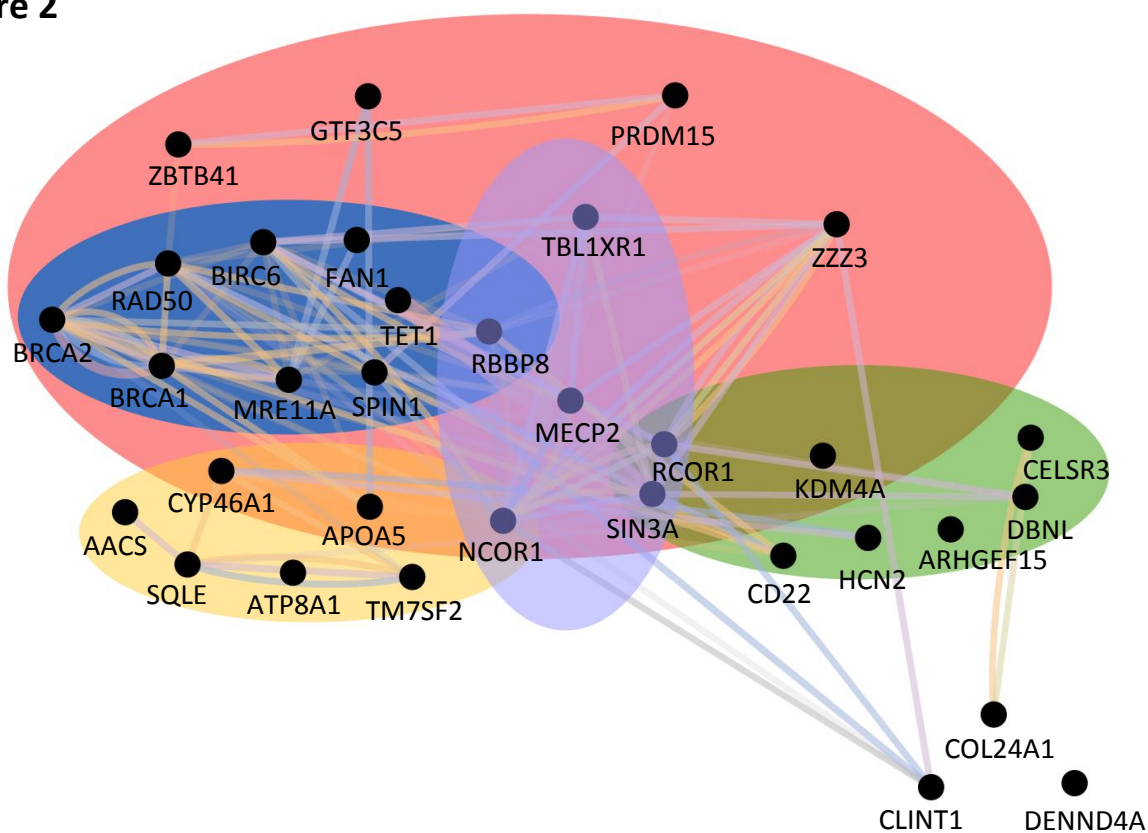 re 2
GTF3C5
PRDM15
ZBTB41
TBL1XR1
ZZZ3
BIRC6
FAN1
RAD50
TET1
BRCA2
RBBP8
BRCA1
MRE11A
SPIN1
MECP2
RCOR1
KDM4A
CELSR3
CYP46A1
APOA5
NCOR1
SIN3A
DBNL
AACS
ARHGEF15
HCN2
CD22
SQLE
ATP8A1
TM7SF2
COL24A1
CLINT1
DENND4A